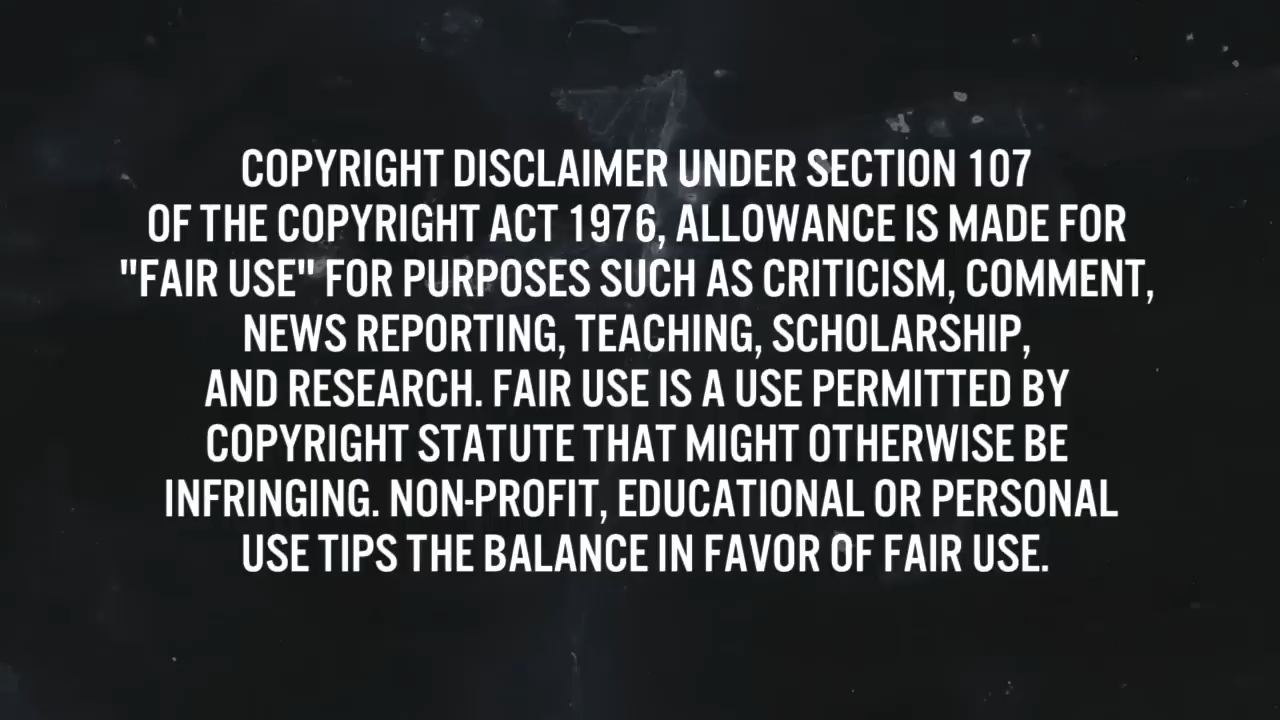 COPYRIGHT DISCLAIMER UNDER SECTION 107
OF THE COPYRIGHT ACT 1976, ALLOWANCE IS MADE FOR
"FAIR USE" FOR PURPOSES SUCH AS CRITICISM, COMMENT,
NEWS REPORTING, TEACHING, SCHOLARSHIP,
AND RESEARCH. FAIR USE IS A USE PERMITTED BY
COPYRIGHT STATUTE THAT MIGHT OTHERWISE BE
INFRINGING. NON-PROFIT, EDUCATIONAL OR PERSONAL
USE TIPS THE BALANCE IN FAVOR OF FAIR USE.